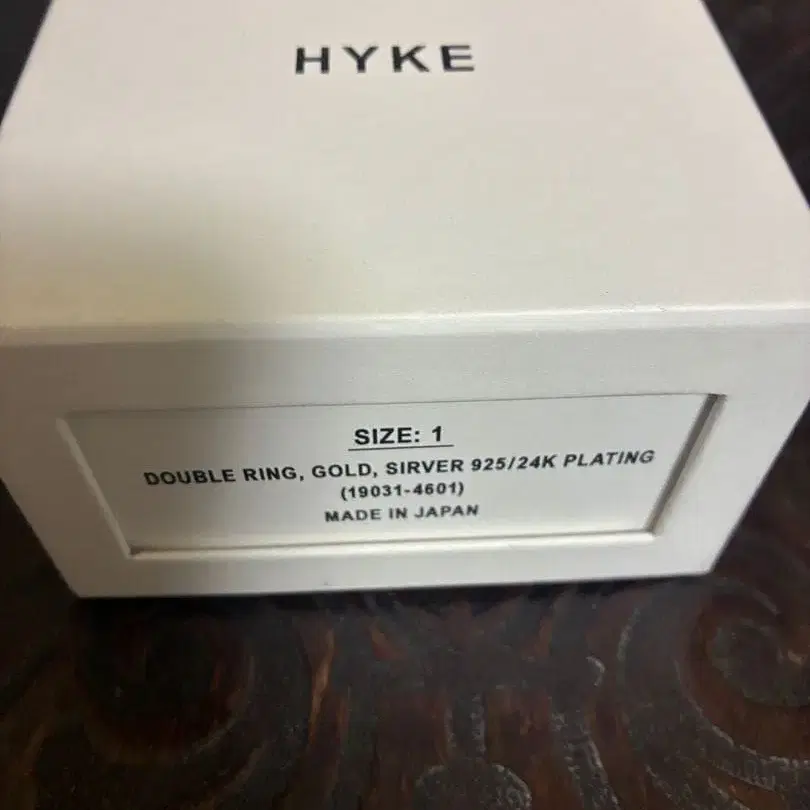 HYKE
SIZE: 1
DOUBLE RING, GOLD, SIRVER 925/24K PLATING
(19031-4601)
MADE IN JAPAN